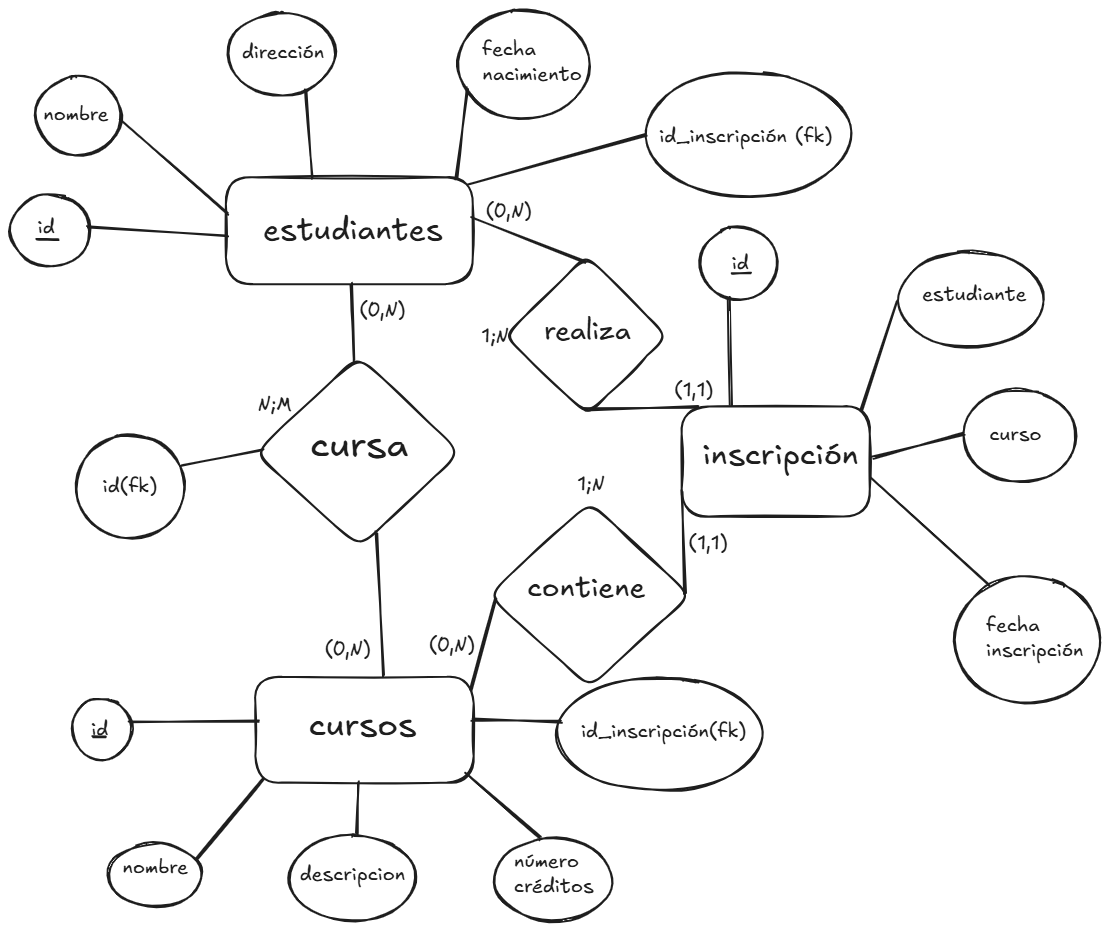 dirección
fecha
nacimiento
nombre
id_inscripción (fk)
id
estudiantes
(0,N)
id
estudiante
(0,N)
1;N
realiza
(1,1)
N;M
cursa
curso
inscripción
id(fk)
1;N
(1,1)
contiene
fecha
inscripción
(0,N)
(0,N)
id
cursos
id_inscripción(fk)
nombre
descripcion
número
créditos